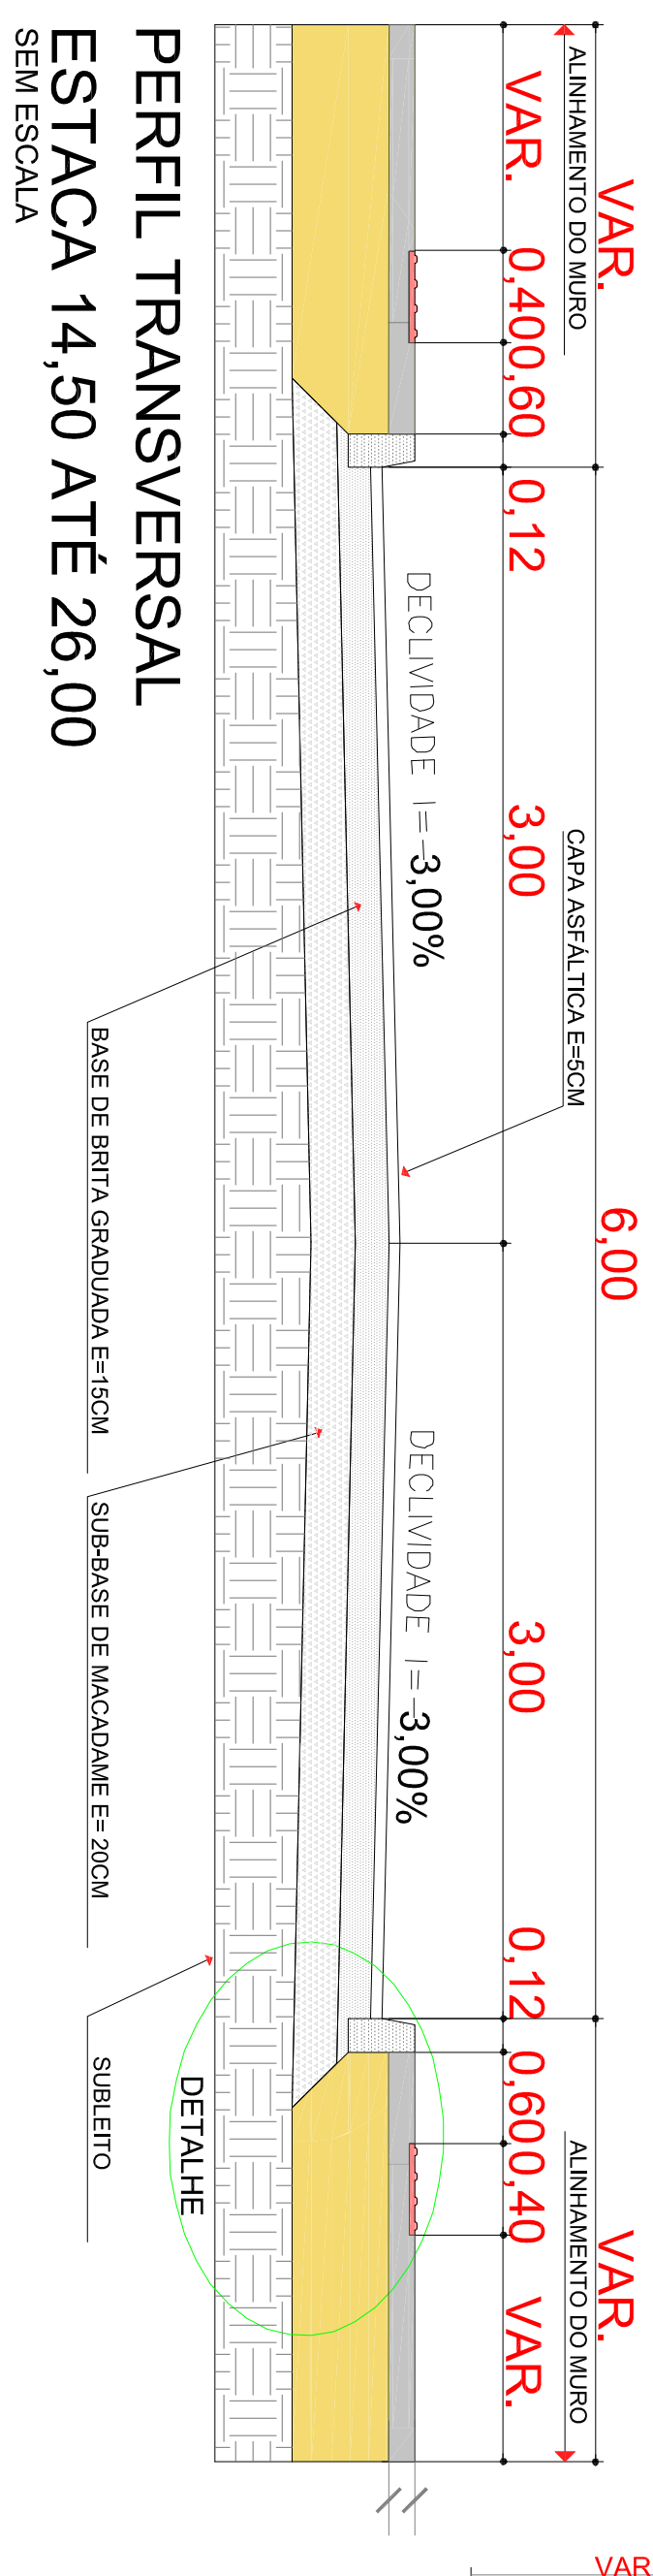 VAR.
6,00
VAR.
ALINHAMENTO DO MURO
CAPA ASFÁLTICA E=5CM
ALINHAMENTO DO MURO
VAR.
0,40
0,60
0,12
3,00
3,00
0,12
0,60
0,40
VAR.
DECLIVIDADE I=-3,00%
DECLIVIDADE I=-3,00%
DETALHE
BASE DE BRITA GRADUADA E=15CM
SUB-BASE DE MACADAME E= 20CM
SUBLEITO
PERFIL TRANSVERSAL
ESTACA 14,50 ATÉ 26,00
SEM ESCALA
VAR